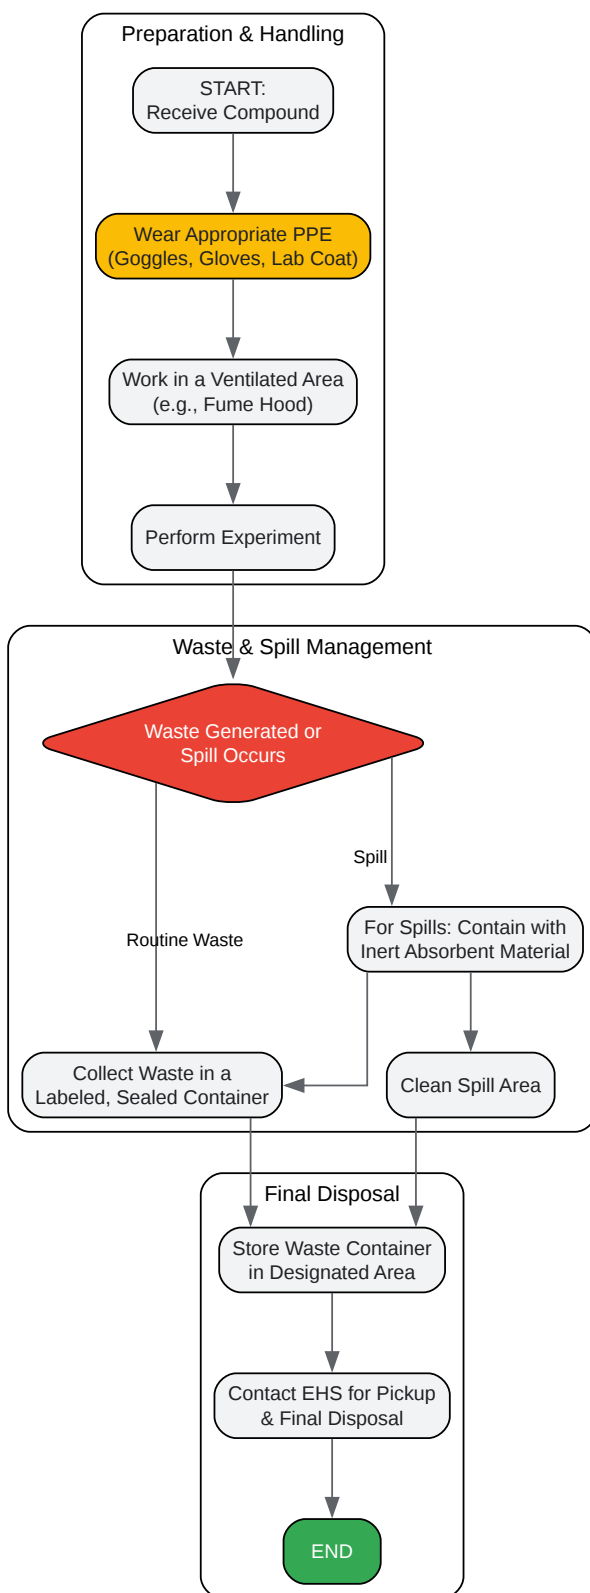 Preparation & Handling
START:
Receive Compound
Wear Appropriate PPE
(Goggles, Gloves, Lab Coat)
Work in a Ventilated Area
(e.g., Fume Hood)
Perform Experiment
Waste & Spill Management
Waste Generated or
Spill Occurs
Spill
For Spills: Contain with
Inert Absorbent Material
Routine Waste
Collect Waste in a
Labeled, Sealed Container
Clean Spill Area
Final Disposal
Store Waste Container
in Designated Area
Contact EHS for Pickup
& Final Disposal
END